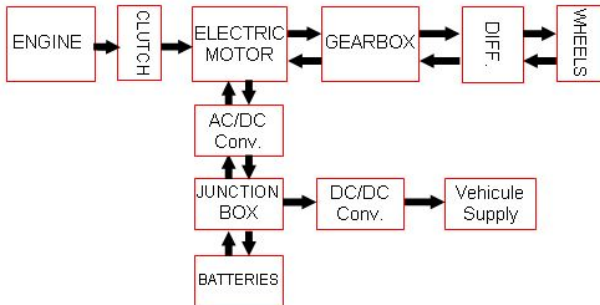 ENGINE
CLUTCH
ELECTRIC
MOTOR
GEARBOX
DIFF.
WHEELS
AC/DC
Conv.
JUNCTION
BOX
DC/DC
Conv.
Vehicule
Supply
BATTERIES